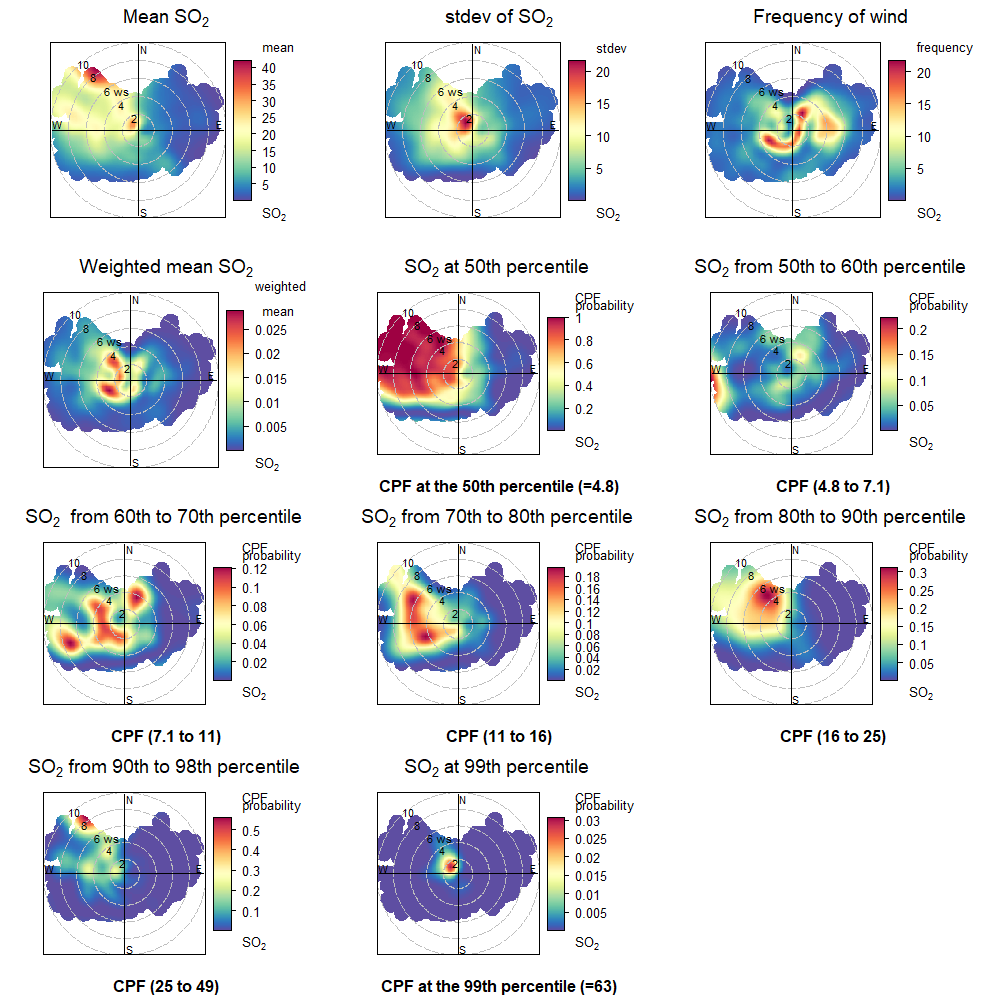 Mean SO2
stdev of SO2
Frequency of wind
mean
40
35
30
25
20
15
10
5
SO2
N
10
8
6 ws
4
2
W
E
S
stdev
20
15
10
5
SO2
N
10
8
6 ws
4
2
W
E
S
frequency
20
15
10
5
SO2
N
10
8
6 ws
4
2
W
E
S
Weighted mean SO2
SO2 at 50th percentile
SO2 from 50th to 60th percentile
weighted
mean
0.025
0.02
0.015
0.01
0.005
SO2
N
10
8
6 ws
4
2
W
E
S
CPF
probability
1
0.8
0.6
0.4
0.2
SO2
N
10
8
6 ws
4
2
W
E
S
CPF at the 50th percentile (=4.8)
CPF
probability
0.2
0.15
0.1
0.05
SO2
N
10
8
6 ws
4
2
W
E
S
CPF (4.8 to 7.1)
SO2 from 60th to 70th percentile
SO2 from 70th to 80th percentile
SO2 from 80th to 90th percentile
CPF
probability
0.12
0.1
0.08
0.06
0.04
0.02
SO2
N
10
8
6 ws
4
2
W
E
S
CPF (7.1 to 11)
CPF
probability
0.18
0.16
0.14
0.12
0.1
0.08
0.06
0.04
0.02
SO2
N
10
8
6 ws
4
2
W
E
S
CPF (11 to 16)
CPF
probability
0.3
0.25
0.2
0.15
0.1
0.05
SO2
N
10
8
6 ws
4
2
W
E
S
CPF (16 to 25)
SO2 from 90th to 98th percentile
SO2 at 99th percentile
CPF
probability
0.5
0.4
0.3
0.2
0.1
SO2
N
10
8
6 ws
4
2
W
E
S
CPF (25 to 49)
CPF
probability
0.03
0.025
0.02
0.015
0.01
0.005
SO2
N
10
8
6 ws
4
2
W
E
S
CPF at the 99th percentile (=63)